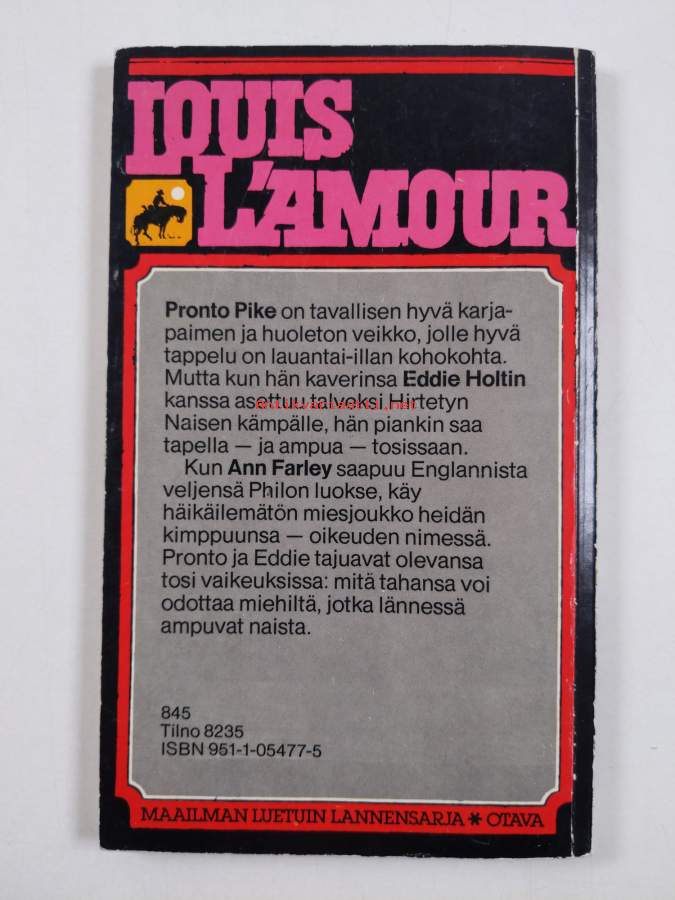 LOUIS
L'AMOUR
Pronto Pike on tavallisen hyvä karja-
paimen ja huoleton veikko, jolle hyvä
tappelu on lauantai-illan kohokohta.
Mutta kun hän kaverinsa Eddie Holtin
kanssa asettuu talveksi Hirtetyn
Naisen kämpälle, hän piankin saa
tapella — ja ampua — tosissaan.
Kun Ann Farley saapuu Englannista
veljensä Philon luokse, käy
häikäilemätön miesjoukko heidän
kimppuunsa — oikeuden nimessä.
Pronto ja Eddie tajuavat olevansa
tosi vaikeuksissa: mitä tahansa voi
odottaa miehiltä, jotka lännessä
ampuvat naista.
845
Tilno 8235
ISBN 951-1-05477-5
MAAILMAN LUETUIN LANNENSARJA * OTAVA